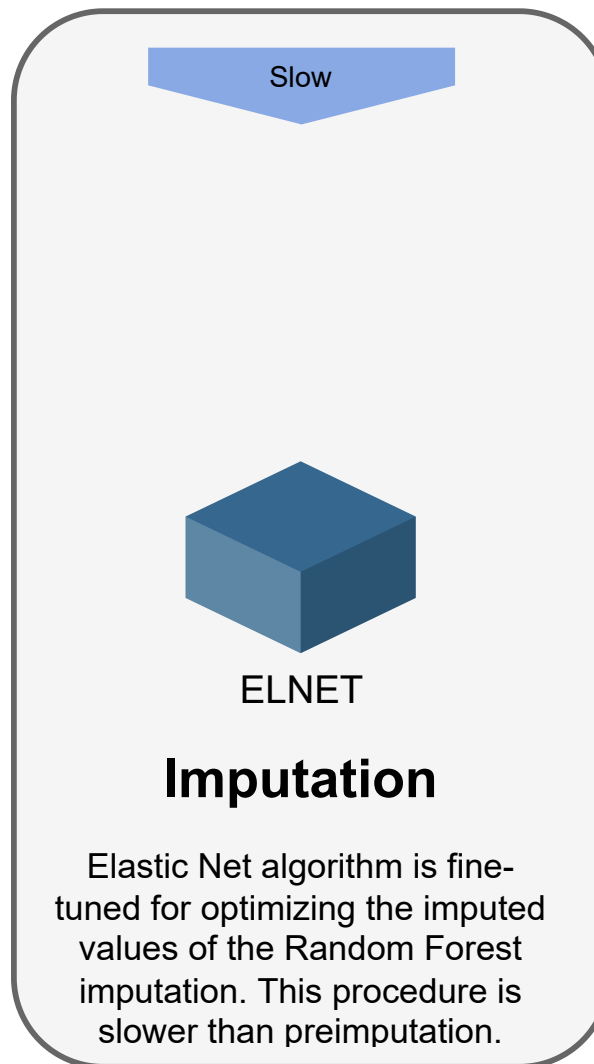 Slow
ELNET
Imputation
Elastic Net algorithm is fine-
tuned for optimizing the imputed
values of the Random Forest
imputation. This procedure is
slower than preimputation.